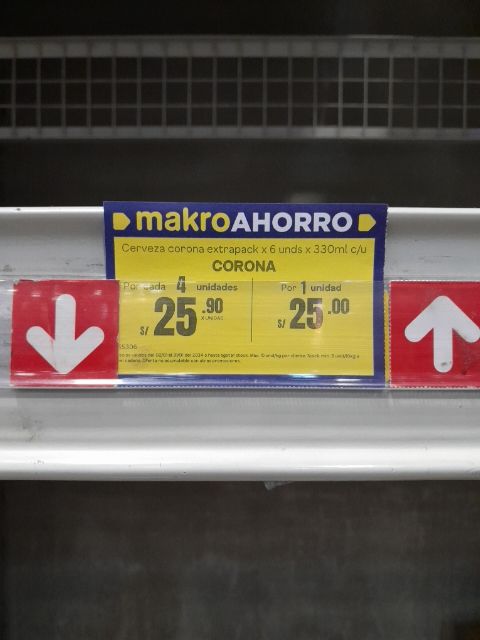 makroAHORRO
Cerveza corona extrapack x 6 unds x 330ml c/u
CORONA
Por cada 4 unidades
S/ 25.90
X UNIDAD
Por 1 unidad
S/ 25.00